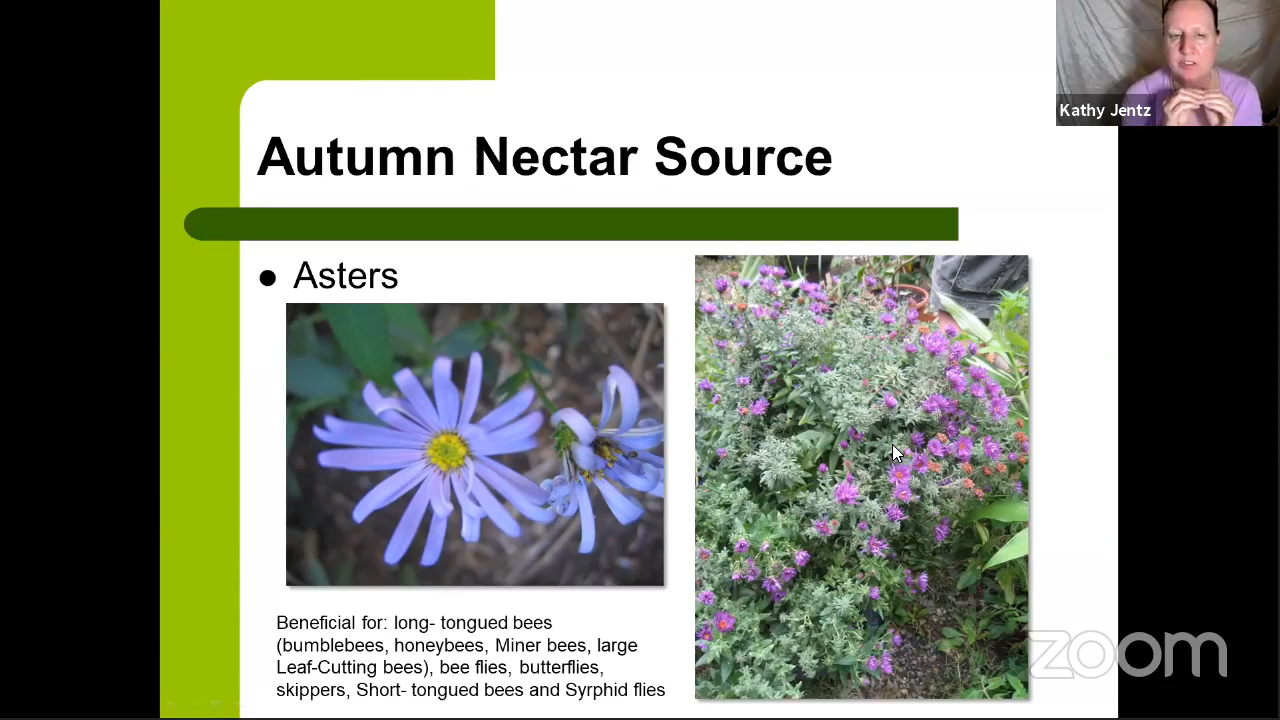 Kathy Jentz
Autumn Nectar Source
Asters
Beneficial for: long- tongued bees
(bumblebees, honeybees, Miner bees, large
Leaf-Cutting bees), bee flies, butterflies,
skippers, Short- tongued bees and Syrphid flies
zoom